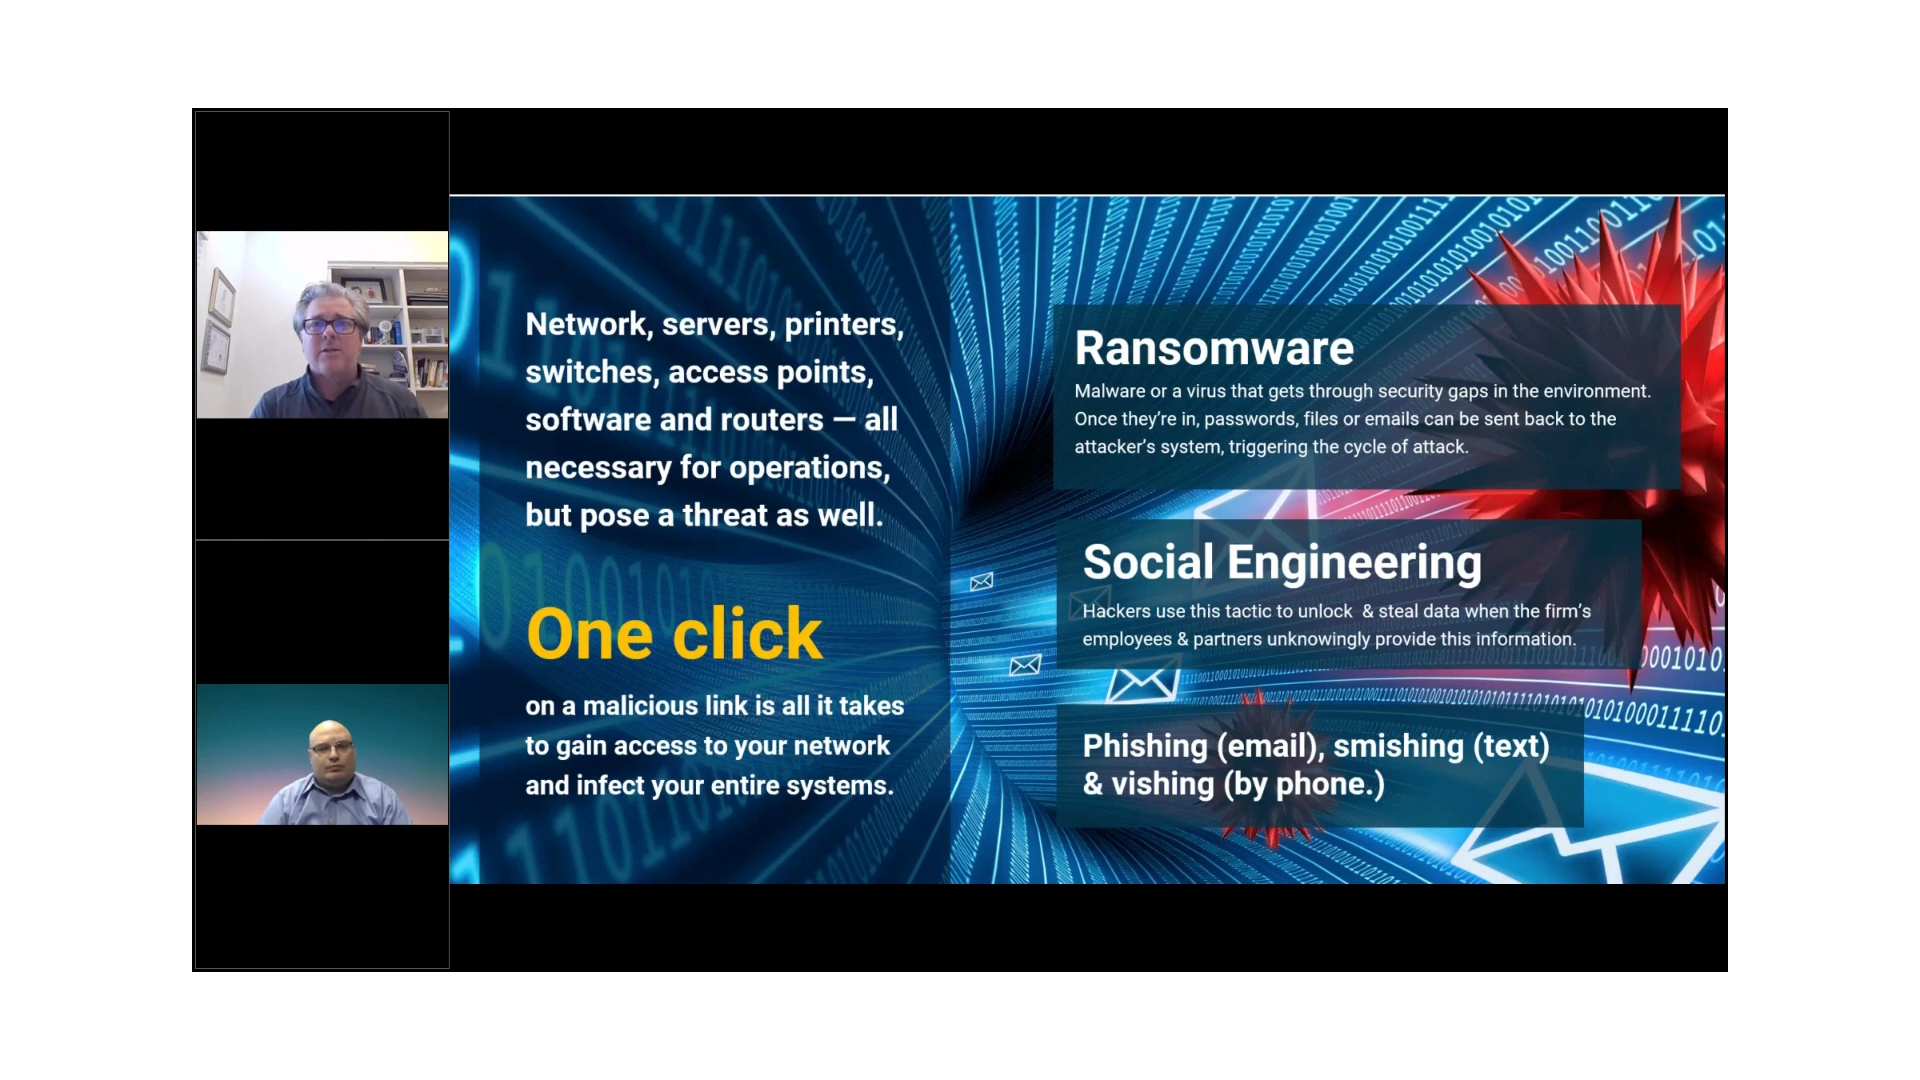 Network, servers, printers,
switches, access points,
software and routers — all
necessary for operations,
but pose a threat as well.
One click
on a malicious link is all it takes
to gain access to your network
and infect your entire systems.
Ransomware
Malware or a virus that gets through security gaps in the environment.
Once they’re in, passwords, files or emails can be sent back to the
attacker’s system, triggering the cycle of attack.
Social Engineering
Hackers use this tactic to unlock  & steal data when the firm’s
employees & partners unknowingly provide this information.
Phishing (email), smishing (text)
& vishing (by phone.)